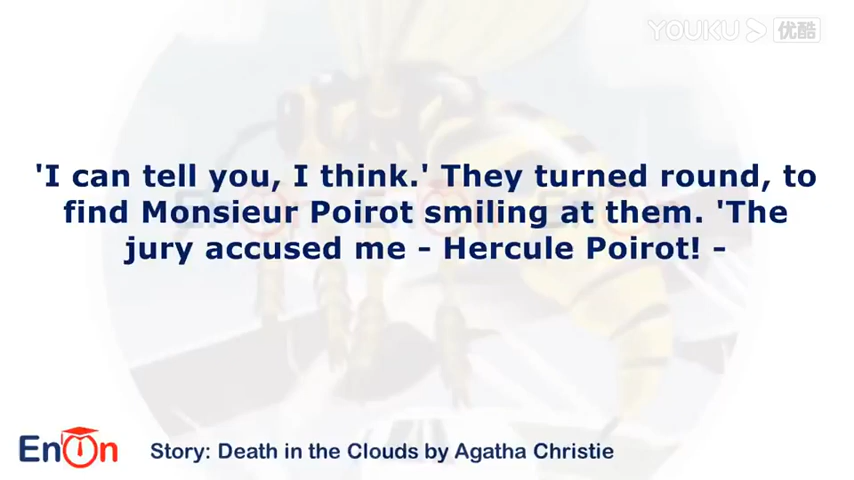 YOUKU 优酷
'I can tell you, I think.' They turned round, to
find Monsieur Poirot smiling at them. 'The
jury accused me - Hercule Poirot! -
EnOn
Story: Death in the Clouds by Agatha Christie